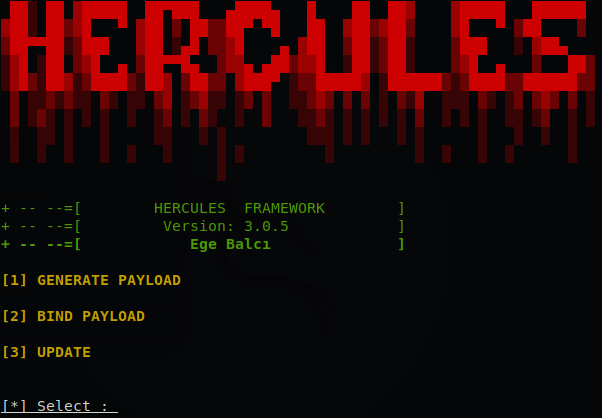 HERCULES
+ -- --=[ HERCULES FRAMEWORK ]
+ -- --=[ Version: 3.0.5 ]
+ -- --=[ Ege Balcı ]
[1] GENERATE PAYLOAD
[2] BIND PAYLOAD
[3] UPDATE
[*] Select :